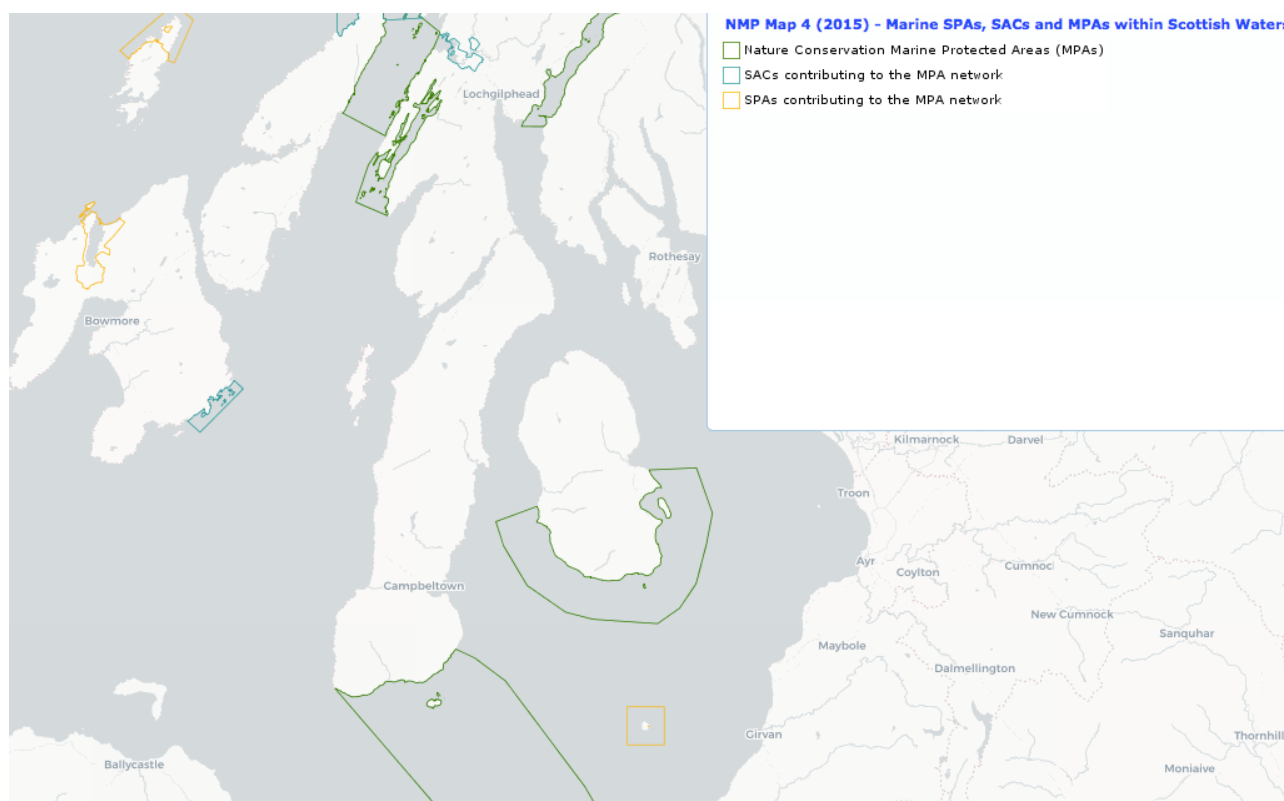 NMP Map 4 (2015) - Marine SPAs, SACs and MPAs within Scottish Waters
Nature Conservation Marine Protected Areas (MPAs)
SACs contributing to the MPA network
SPAs contributing to the MPA network
Lochgilphead
Rothesay
Bowmore
Kilmarnock
Darvel
Troon
Ayr
Coylton
Cumnock
Campbeltown
New Cumnock
Sanquhar
Maybole
Dalmellington
Girvan
Thornhill
Ballycastle
Moniaive